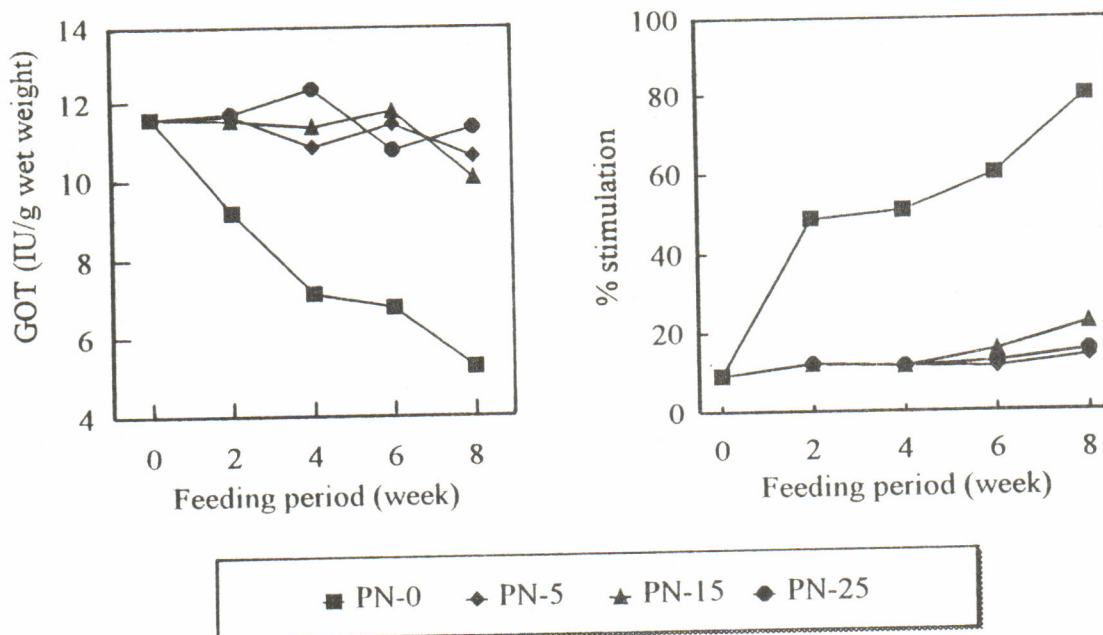 GOT (IU/g wet weight)
14
12
10
8
6
4
0 2 4 6 8
Feeding period (week)
% stimulation
100
80
60
40
20
0
0 2 4 6 8
Feeding period (week)
PN-0 PN-5 PN-15 PN-25